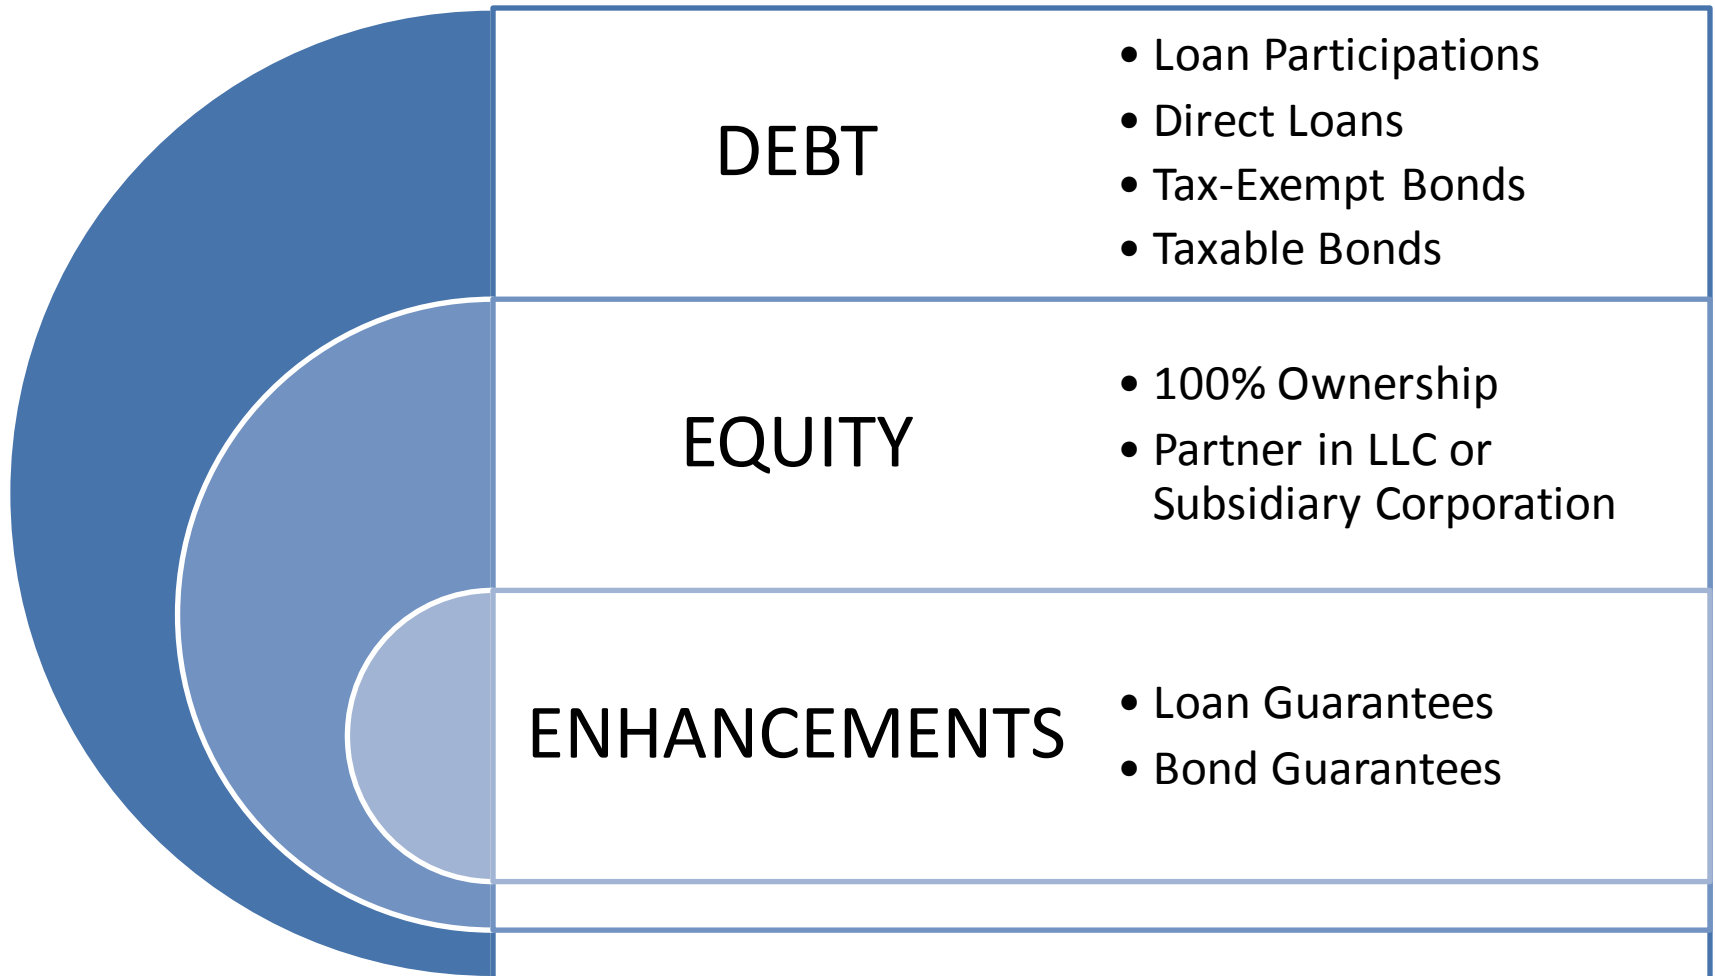 DEBT
• Loan Participations
• Direct Loans
• Tax-Exempt Bonds
• Taxable Bonds
EQUITY
• 100% Ownership
• Partner in LLC or
Subsidiary Corporation
ENHANCEMENTS
• Loan Guarantees
• Bond Guarantees